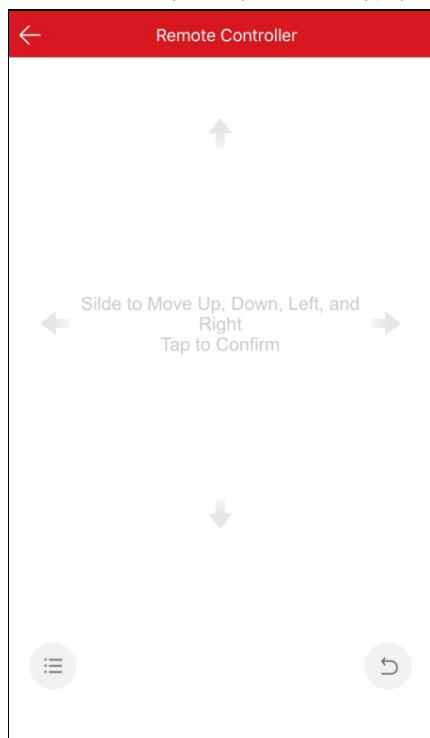 Remote Controller
Silde to Move Up, Down, Left, and
Right
Tap to Confirm